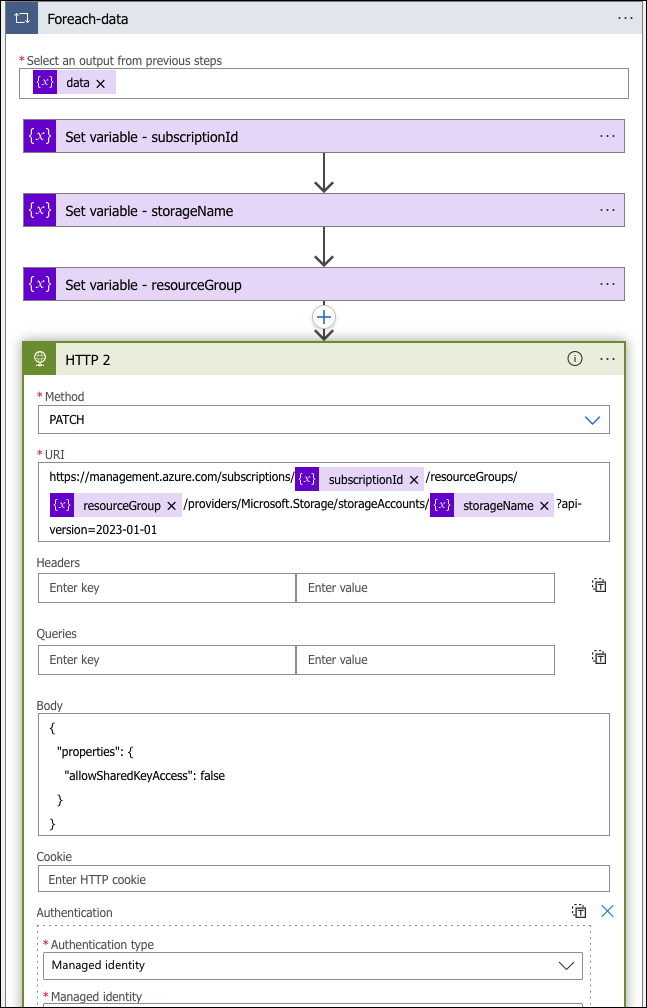 Foreach-data
* Select an output from previous steps
{x} data ×
{x} Set variable - subscriptionId
{x} Set variable - storageName
{x} Set variable - resourceGroup
HTTP 2
* Method
PATCH
* URI
https://management.azure.com/subscriptions/ {x} subscriptionId × /resourceGroups/
{x} resourceGroup × /providers/Microsoft.Storage/storageAccounts/ {x} storageName × ?api-
version=2023-01-01
Headers
Enter key Enter value
Queries
Enter key Enter value
Body
{
"properties": {
"allowSharedKeyAccess": false
}
}
Cookie
Enter HTTP cookie
Authentication
* Authentication type
Managed identity
* Managed identity